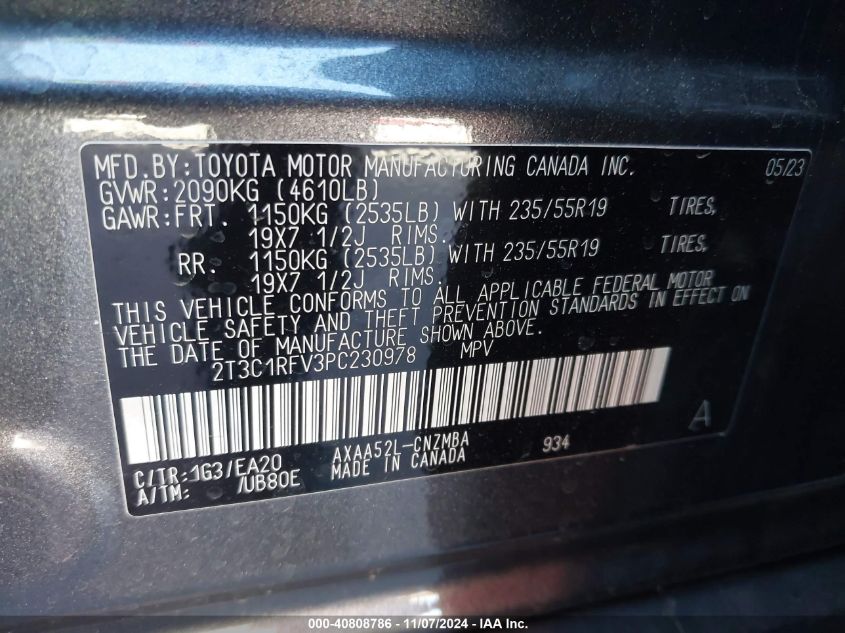 MFD.BY:TOYOTA MOTOR MANUFACTURING CANADA INC. 05/23
GVWR:2090KG (4610LB)
GAWR:FRT. 1150KG (2535LB) WITH 235/55R19 TIRES,
19X7 1/2J RIMS.
RR. 1150KG (2535LB) WITH 235/55R19 TIRES,
19X7 1/2J RIMS.
THIS VEHICLE CONFORMS TO ALL APPLICABLE FEDERAL MOTOR
VEHICLE SAFETY AND THEFT PREVENTION STANDARDS IN EFFECT ON
THE DATE OF MANUFACTURE SHOWN ABOVE.
2T3C1RFV3PC230978 MPV
A
C/TR:1G3/EA20 AXAA52L-CNZMBA 934
A/TM: /UB80E MADE IN CANADA
000-40808786 | 11/07/2024 | IAA Inc.